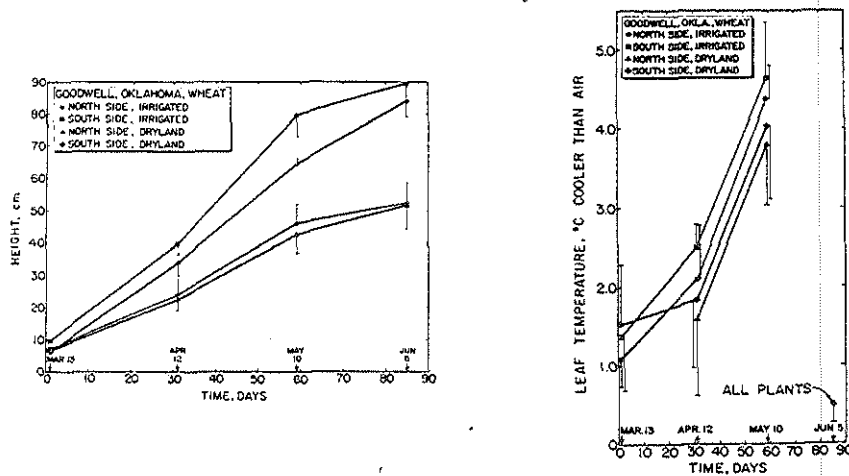 GOODWELL, OKLAHOMA, WHEAT
NORTH SIDE, IRRIGATED
SOUTH SIDE, IRRIGATED
NORTH SIDE, DRYLAND
SOUTH SIDE, DRYLAND
HEIGHT, cm
90
80
70
60
50
40
30
20
10
0
MAR. 13
APR
12
MAY
10
JUN
5
0 10 20 30 40 50 60 70 80 90
TIME, DAYS
GOODWELL, OKLA., WHEAT
NORTH SIDE, IRRIGATED
SOUTH SIDE, IRRIGATED
NORTH SIDE, DRYLAND
SOUTH SIDE, DRYLAND
LEAF TEMPERATURE, °C COOLER THAN AIR
5.0
4.0
3.0
2.0
1.0
ALL PLANTS
MAR. 13 APR. 12 MAY 10 JUN 5
0 10 20 30 40 50 60 70 80 90
TIME, DAYS